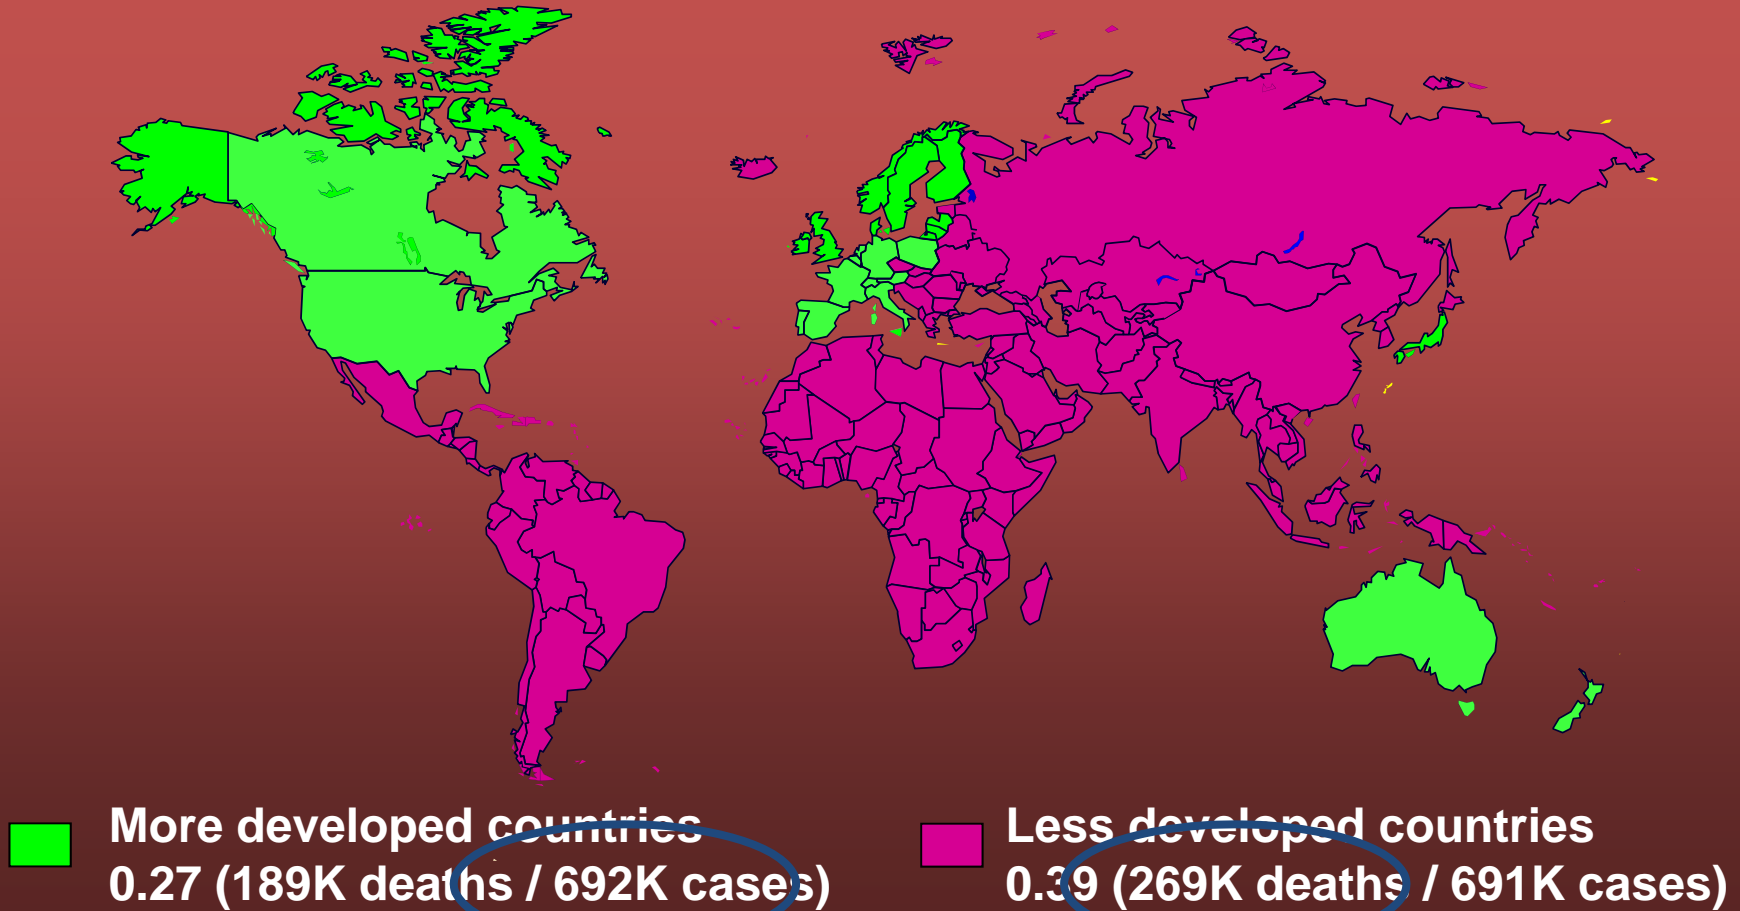 More developed countries
0.27 (189K deaths / 692K cases)
Less developed countries
0.39 (269K deaths / 691K cases)